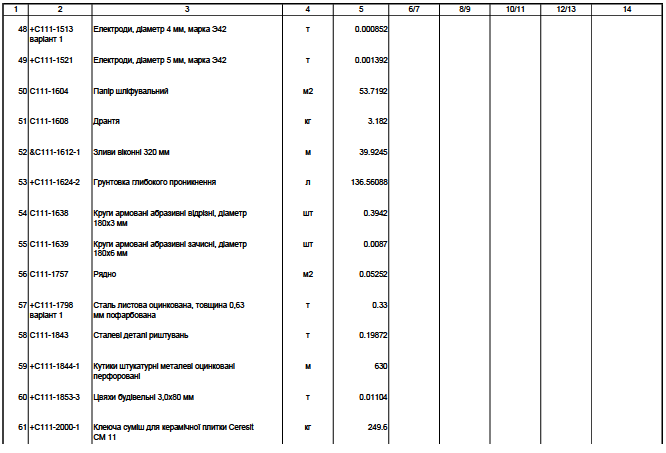 1 2 3 4 5 6/7 8/9 10/11 12/13 14
48 +С111-1513 Електроди, діаметр 4 мм, марка Э42 т 0.000852
варіант 1
49 +С111-1521 Електроди, діаметр 5 мм, марка Э42 т 0.001392
50 С111-1604 Папір шліфувальний м2 53.7192
51 С111-1608 Дрантя кг 3.182
52 &С111-1612-1 Зливи віконні 320 мм м 39.9245
53 +С111-1624-2 Грунтовка глибокого проникнення л 136.56088
54 С111-1638 Круги армовані абразивні відрізні, діаметр шт 0.3942
180х3 мм
55 С111-1639 Круги армовані абразивні зачисні, діаметр шт 0.0087
180х6 мм
56 С111-1757 Рядно м2 0.05252
57 +С111-1798 Сталь листова оцинкована, товщина 0,63 т 0.33
варіант 1 мм пофарбована
58 С111-1843 Сталеві деталі риштувань т 0.19872
59 +С111-1844-1 Кутики штукатурні металеві оцинковані м 630
перфоровані
60 +С111-1853-3 Цвяхи будівельні 3,0х80 мм т 0.01104
61 +С111-2000-1 Клеюча суміш для керамічної плитки Ceresit кг 249.6
СМ 11